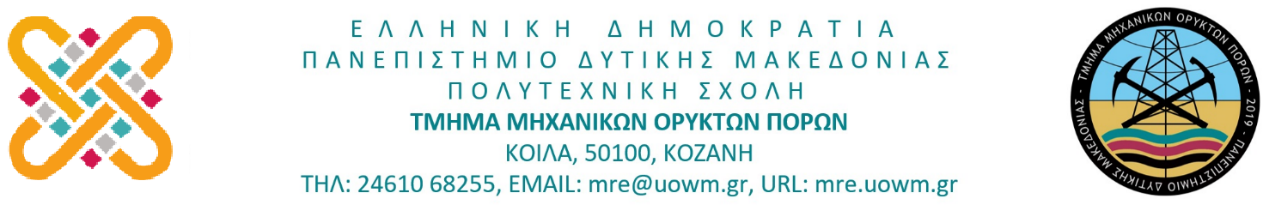 ΕΛΛΗΝΙΚΗ ΔΗΜΟΚΡΑΤΙΑ
ΠΑΝΕΠΙΣΤΗΜΙΟ ΔΥΤΙΚΗΣ ΜΑΚΕΔΟΝΙΑΣ
ΠΟΛΥΤΕΧΝΙΚΗ ΣΧΟΛΗ
ΤΜΗΜΑ ΜΗΧΑΝΙΚΩΝ ΟΡΥΚΤΩΝ ΠΟΡΩΝ
ΚΟΙΛΑ, 50100, ΚΟΖΑΝΗ
ΤΗΛ: 24610 68255, EMAIL: mre@uowm.gr, URL: mre.uowm.gr
ΤΜΗΜΑ ΜΗΧΑΝΙΚΩΝ ΟΡΥΚΤΩΝ ΠΟΡΩΝ - 2019 - ΠΑΝΕΠΙΣΤΗΜΙΟ ΔΥΤΙΚΗΣ ΜΑΚΕΔΟΝΙΑΣ -